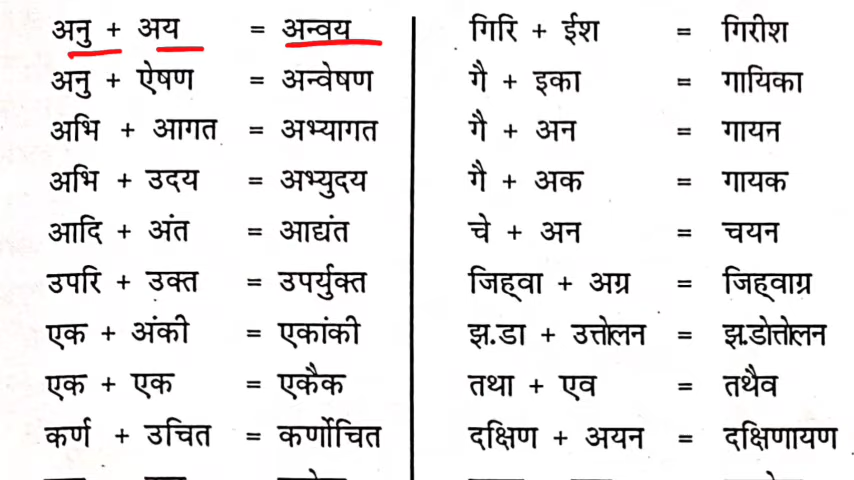 अनु + अय = अन्वय
अनु + ऐषण = अन्वेषण
अभि + आगत = अभ्यागत
अभि + उदय = अभ्युदय
आदि + अंत = आद्यंत
उपरि + उक्त = उपर्युक्त
एक + अंकी = एकांकी
एक + एक = एकैक
कर्ण + उचित = कर्णोचित
गिरि + ईश = गिरीश
गै + इका = गायिका
गै + अन = गायन
गै + अक = गायक
चे + अन = चयन
जिह्वा + अग्र = जिह्वाग्र
झ.डा + उत्तोलन = झ.डोत्तोलन
तथा + एव = तथैव
दक्षिण + अयन = दक्षिणायण